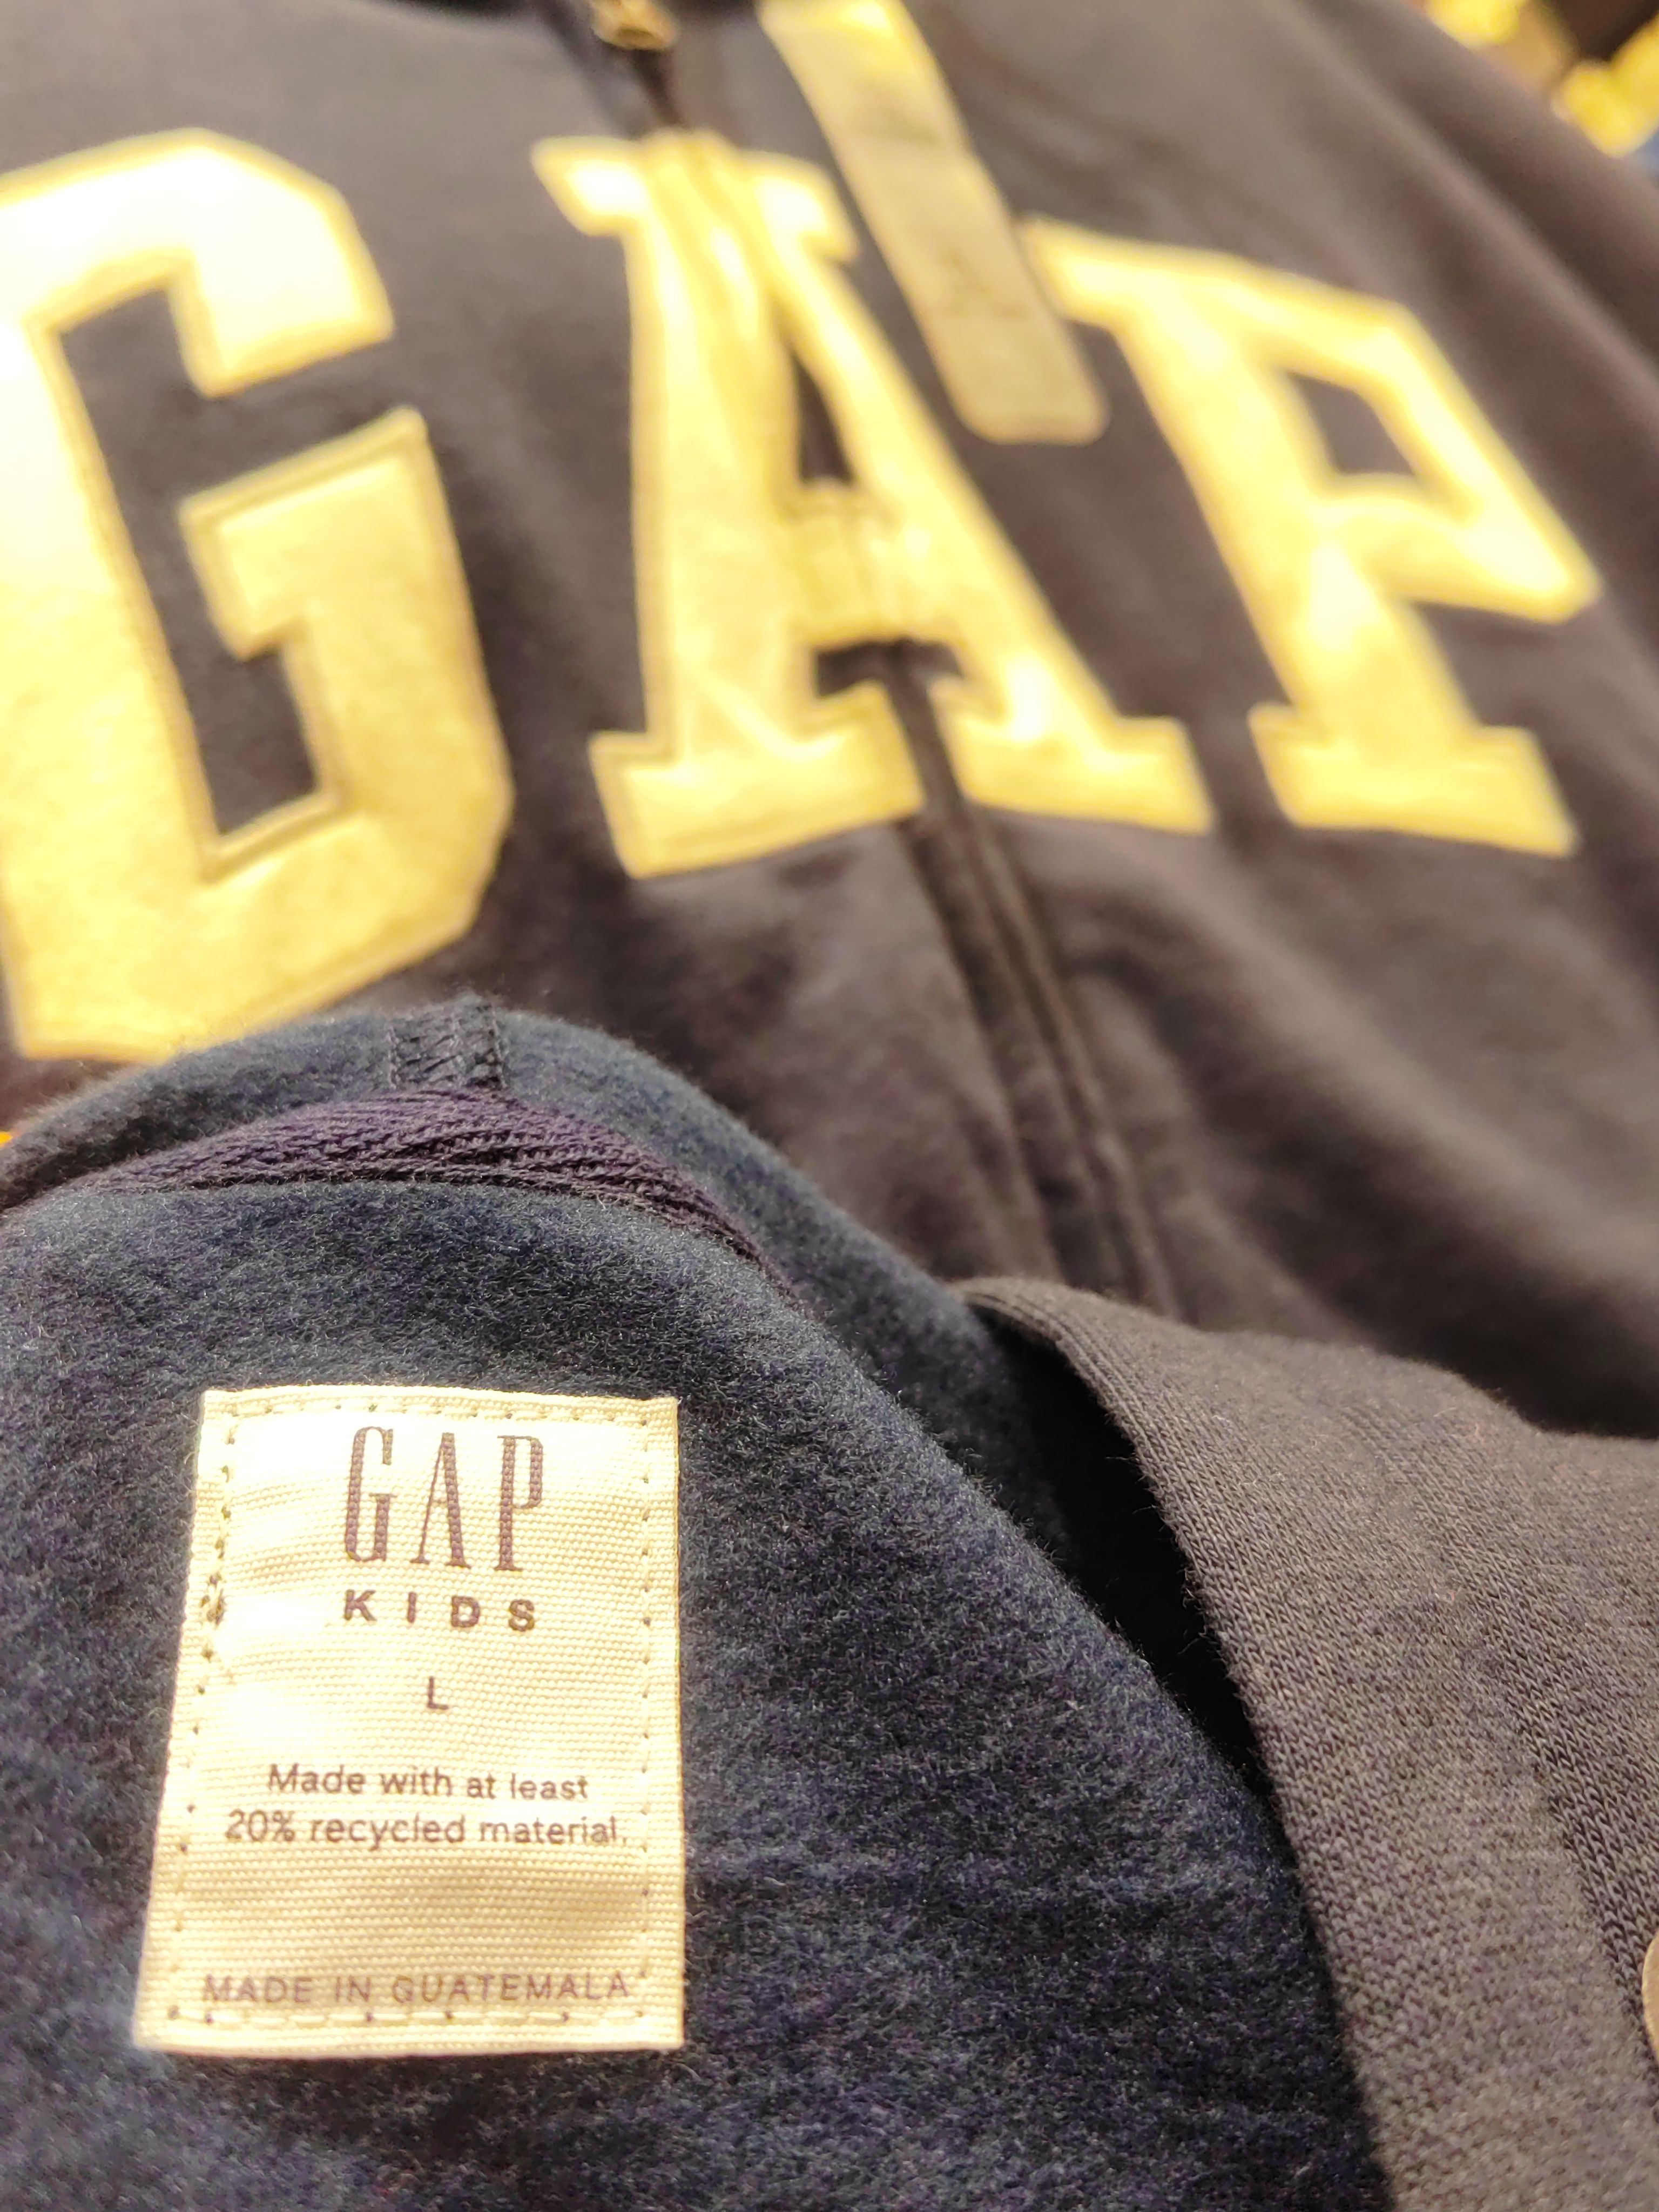 GAP
GAP
KIDS
L
Made with at least
20% recycled material.
MADE IN GUATEMALA